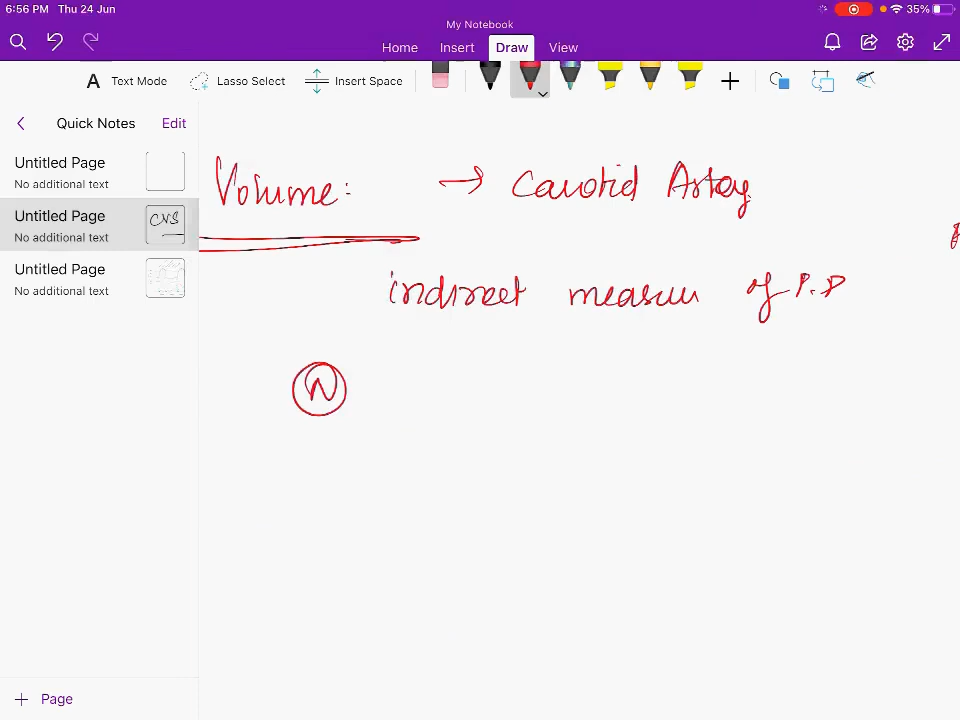 6:56 PM Thu 24 Jun 35%
My Notebook
Home Insert Draw View
Text Mode Lasso Select Insert Space
Quick Notes Edit
Untitled Page
No additional text
Untitled Page
No additional text
CNS
Untitled Page
No additional text
Page
Volume: → Carotid Artery
indirect measure of P.P
N